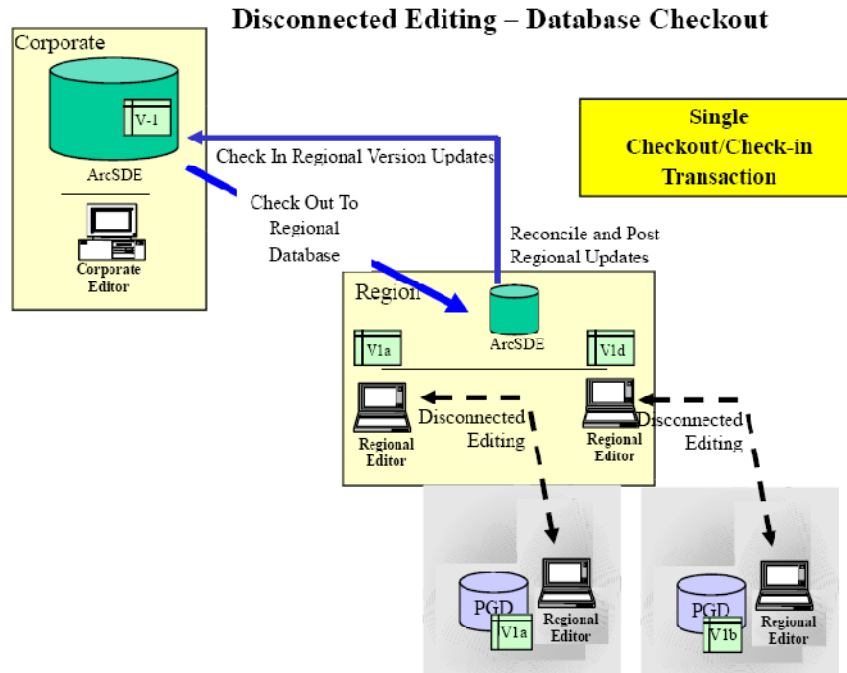 Disconnected Editing – Database Checkout
Corporate
V-1
ArcSDE
Corporate
Editor
Check In Regional Version Updates
Check Out To
Regional
Database
Single
Checkout/Check-in
Transaction
Reconcile and Post
Regional Updates
Region
ArcSDE
V1a
V1d
Regional
Editor
Disconnected
Editing
Regional
Editor
Disconnected
Editing
PGD
V1a
Regional
Editor
PGD
V1b
Regional
Editor